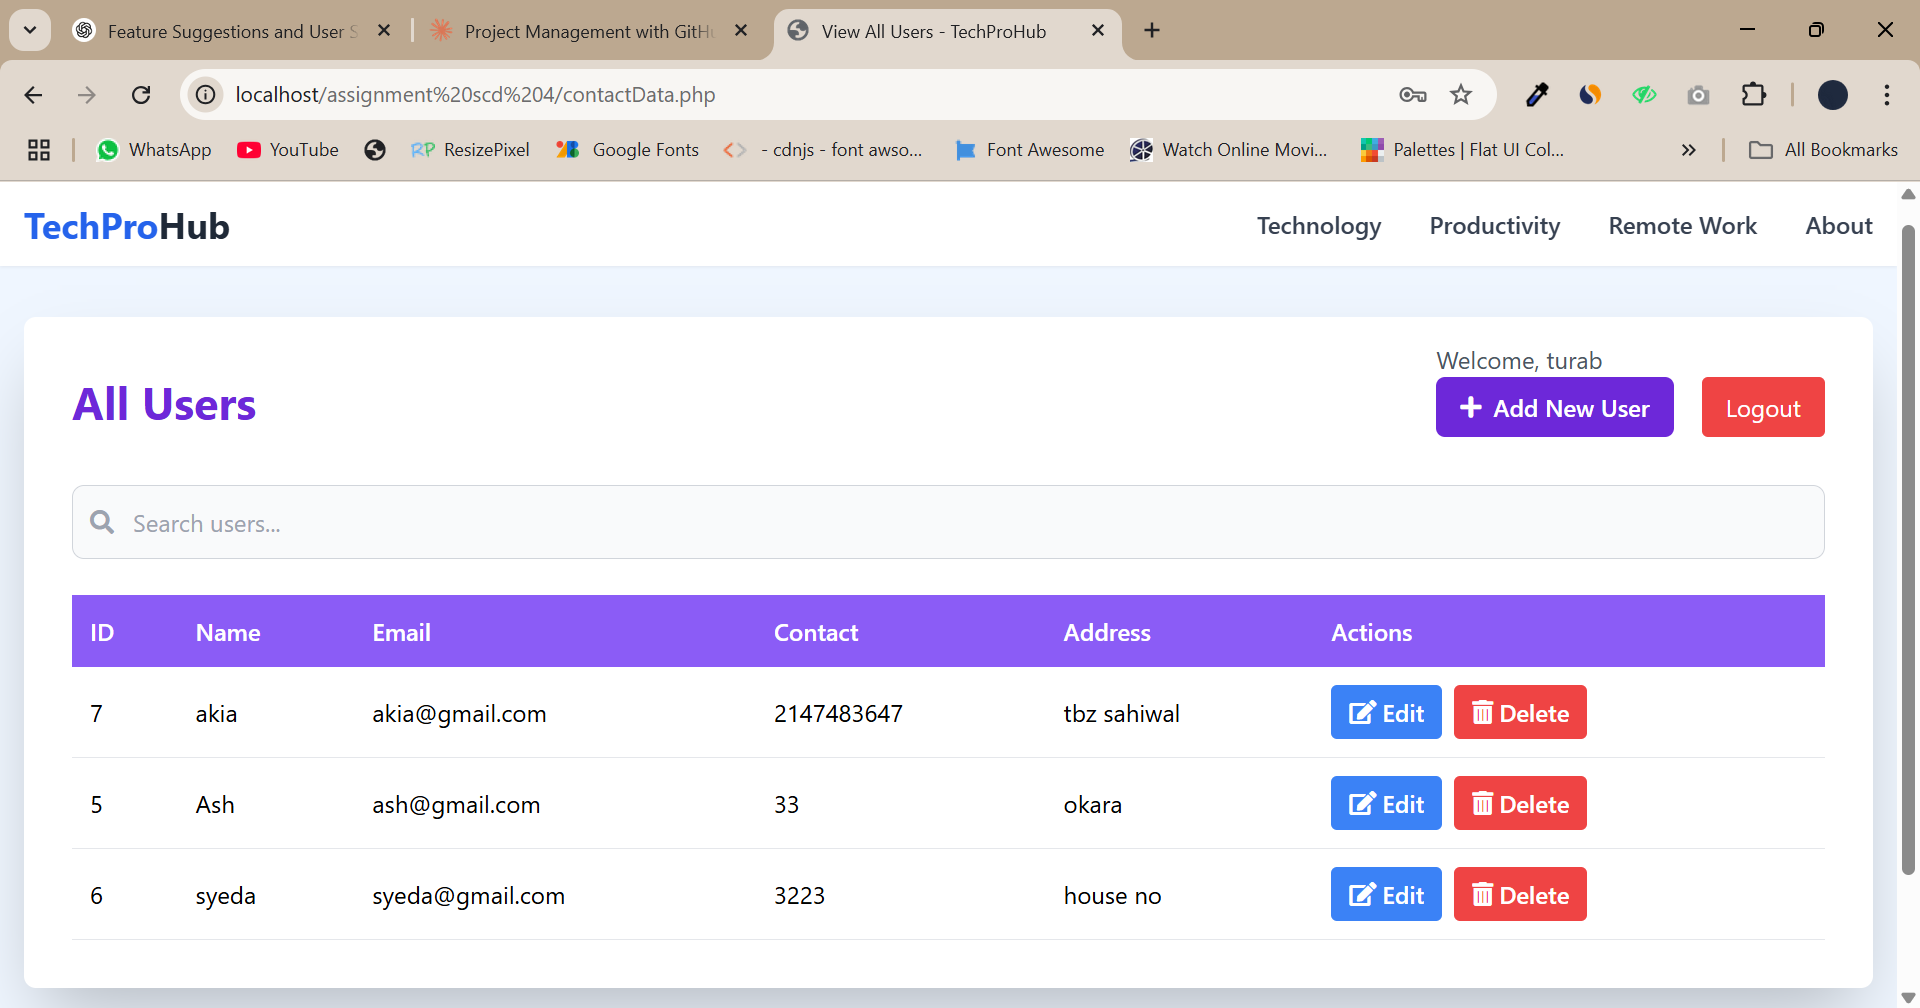 Feature Suggestions and User S
Project Management with GitHu
View All Users - TechProHub
localhost/assignment%20scd%204/contactData.php
WhatsApp
YouTube
RP ResizePixel
Google Fonts
- cdnjs - font awso...
Font Awesome
Watch Online Movi...
Palettes | Flat UI Col...
All Bookmarks
TechProHub
Technology
Productivity
Remote Work
About
Welcome, turab
All Users
Add New User
Logout
Search users...
ID Name Email Contact Address Actions
7 akia akia@gmail.com 2147483647 tbz sahiwal Edit Delete
5 Ash ash@gmail.com 33 okara Edit Delete
6 syeda syeda@gmail.com 3223 house no Edit Delete